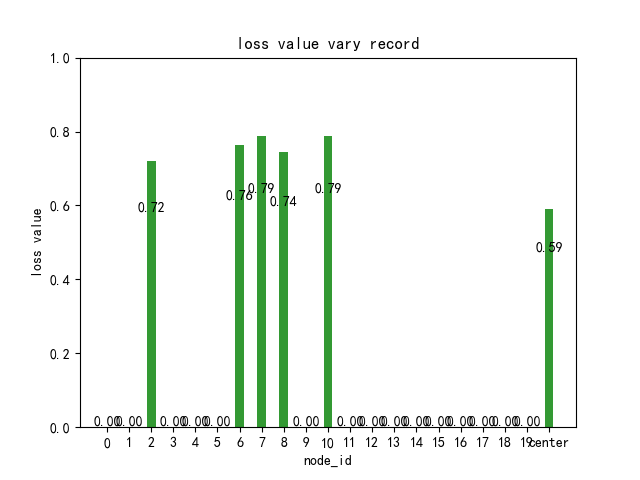 loss value vary record
1.0
0.8
0.6
0.4
0.2
0.0
loss value
0.00 0.00 0.72 0.00 0.00 0.00 0.76 0.79 0.74 0.00 0.79 0.00 0.00 0.00 0.00 0.00 0.00 0.00 0.00 0.00 0.59
0 1 2 3 4 5 6 7 8 9 10 11 12 13 14 15 16 17 18 19 center
node_id